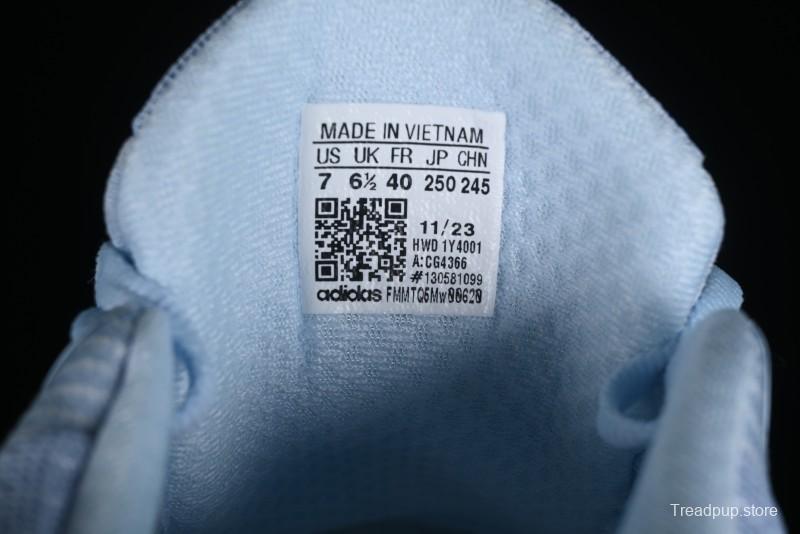 MADE IN VIETNAM
US UK FR JP CHN
7 6½ 40 250 245
11/23
HWD 1Y4001
A:CG4366
#130581099
adidas FMMTQ5Mw00620
Treadpup.store